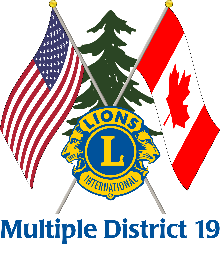 LIONS
L
INTERNATIONAL
Multiple District 19